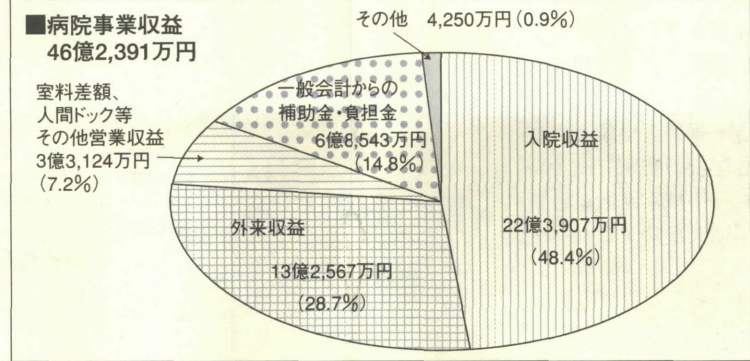 ■病院事業収益
46億2,391万円
その他 4,250万円(0.9%)
室料差額、
人間ドック等
その他営業収益
3億3,124万円
(7.2%)
一般会計からの
補助金・負担金
6億8,543万円
(14.8%)
入院収益
22億3,907万円
(48.4%)
外来収益
13億2,567万円
(28.7%)